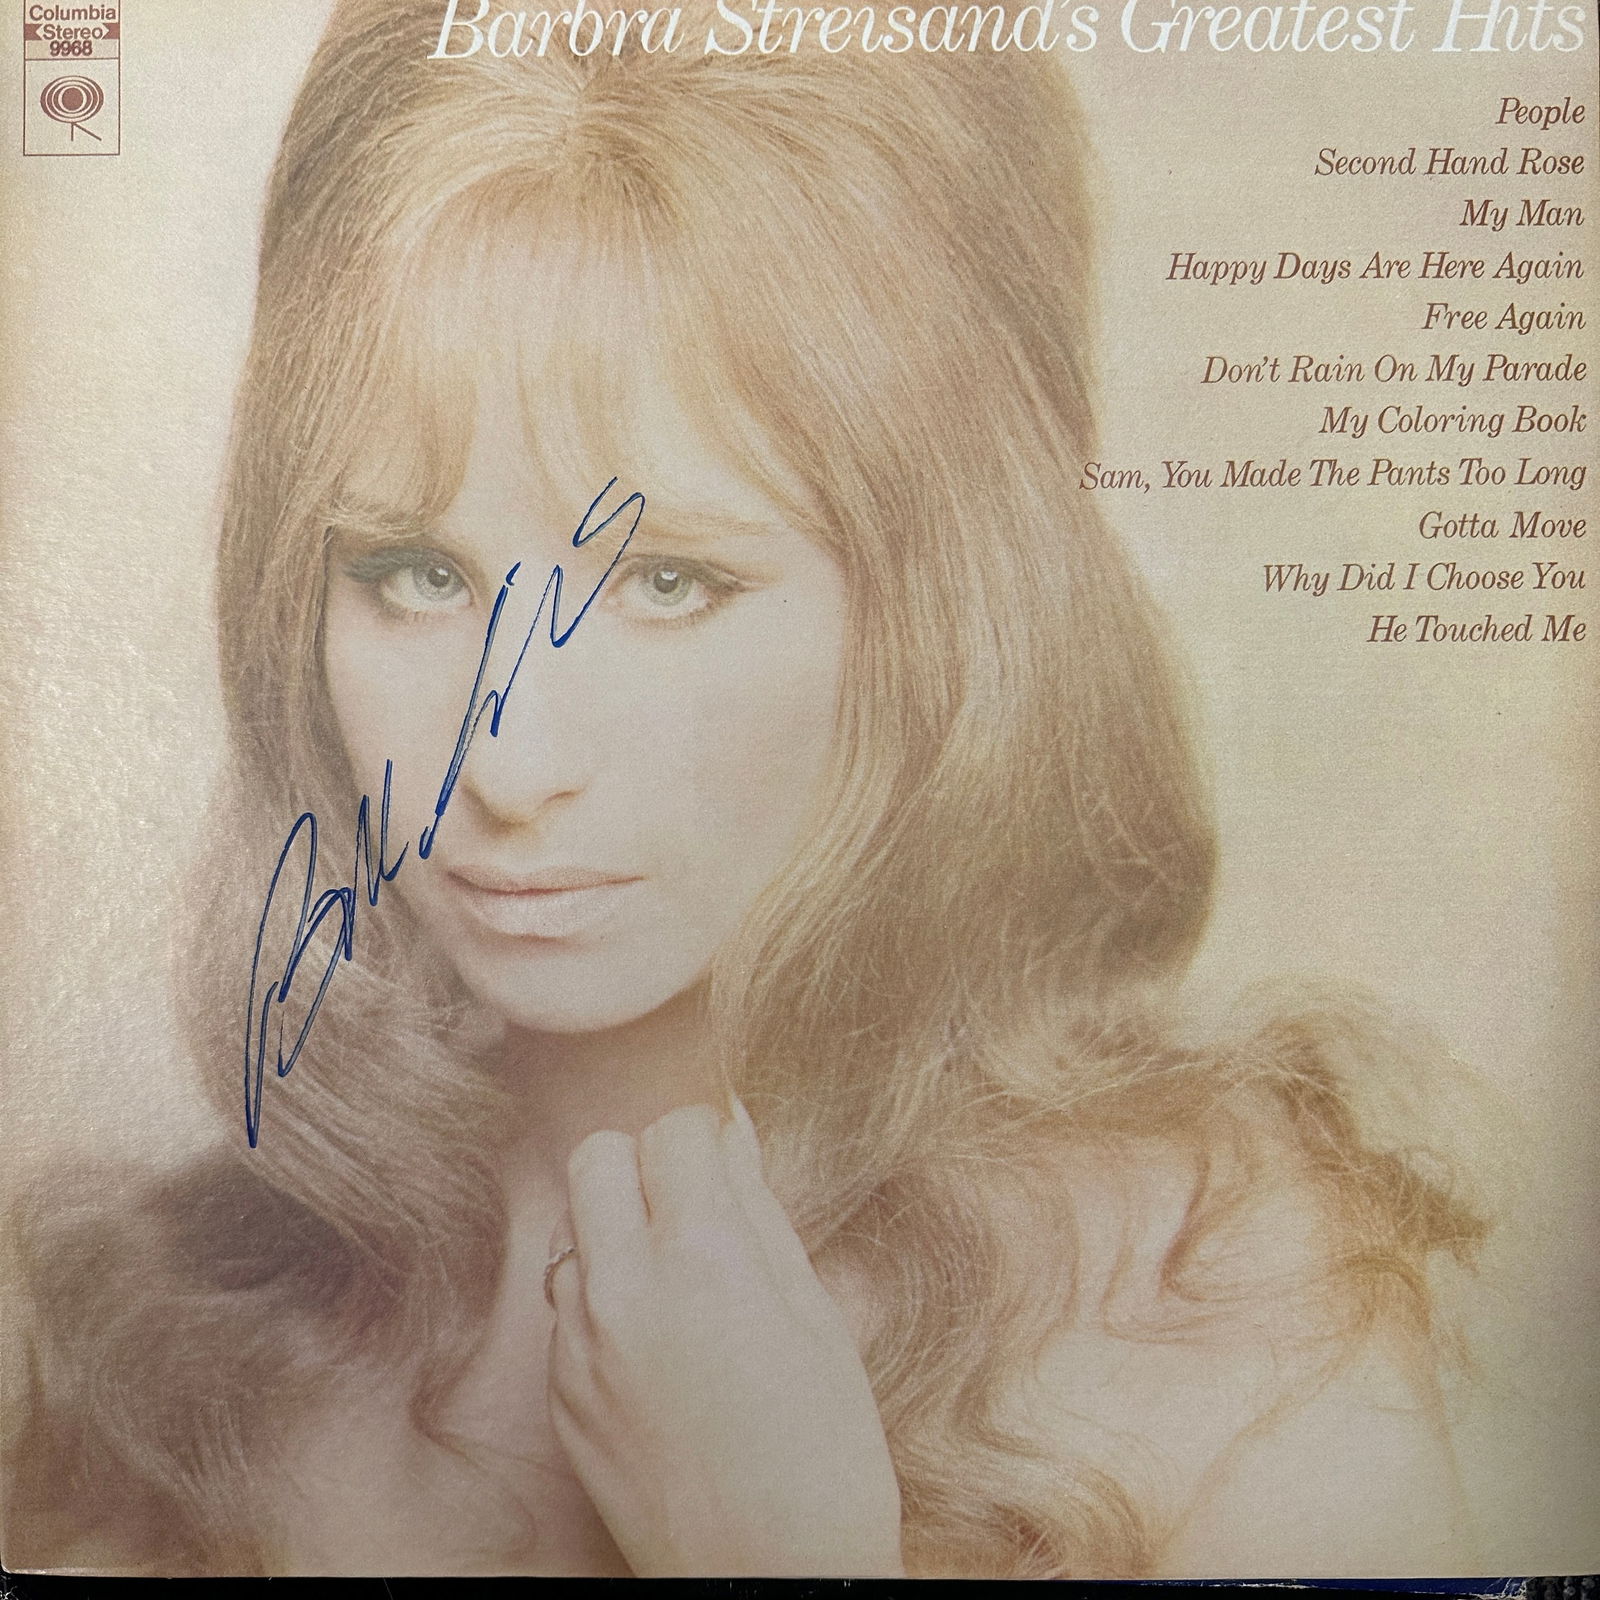 Columbia
Stereo
9968
Barbra Streisand's Greatest Hits
People
Second Hand Rose
My Man
Happy Days Are Here Again
Free Again
Don't Rain On My Parade
My Coloring Book
Sam, You Made The Pants Too Long
Gotta Move
Why Did I Choose You
He Touched Me